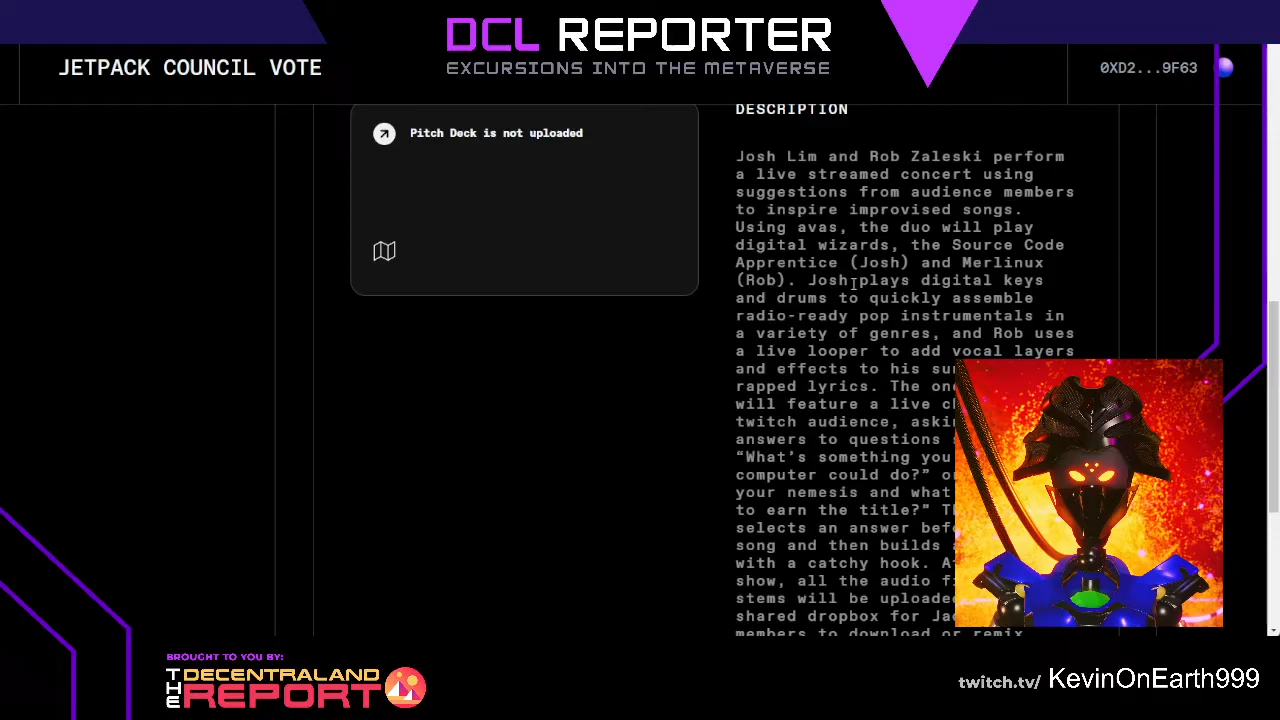 DCL REPORTER
EXCURSIONS INTO THE METAVERSE
JETPACK COUNCIL VOTE
0XD2...9F63
Pitch Deck is not uploaded
DESCRIPTION
Josh Lim and Rob Zaleski perform
a live streamed concert using
suggestions from audience members
to inspire improvised songs.
Using avas, the duo will play
digital wizards, the Source Code
Apprentice (Josh) and Merlinux
(Rob). Josh plays digital keys
and drums to quickly assemble
radio-ready pop instrumentals in
a variety of genres, and Rob uses
a live looper to add vocal layers
and effects to his
rapped lyrics. The
will feature a live
twitch audience,
answers to questions
“What’s something you
computer could do?”
your nemesis and what
to earn the title?"
selects an answer
song and then builds
with a catchy hook.
show, all the audio
stems will be
shared dropbox for
members to download or remix
BROUGHT TO YOU BY:
THE DECENTRALAND REPORT
twitch.tv/ KevinOnEarth999